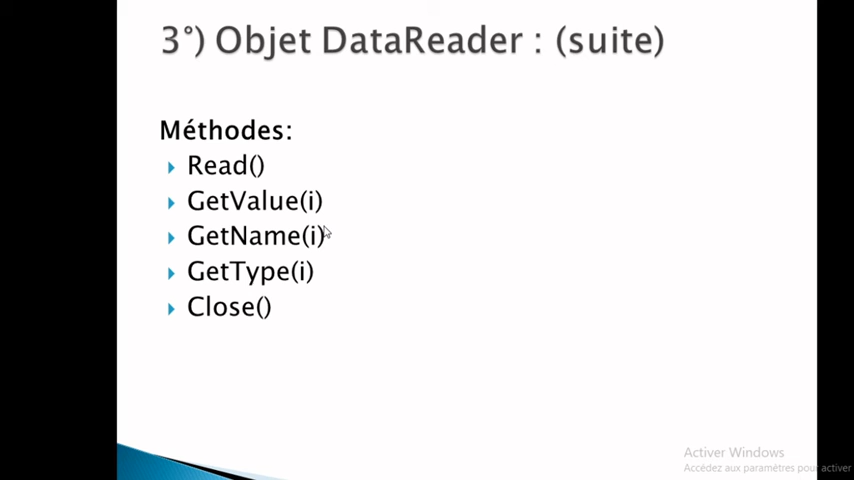 3°) Objet DataReader : (suite)
Méthodes:
Read()
GetValue(i)
GetName(i)
GetType(i)
Close()
Activer Windows
Accédez aux paramètres pour activer